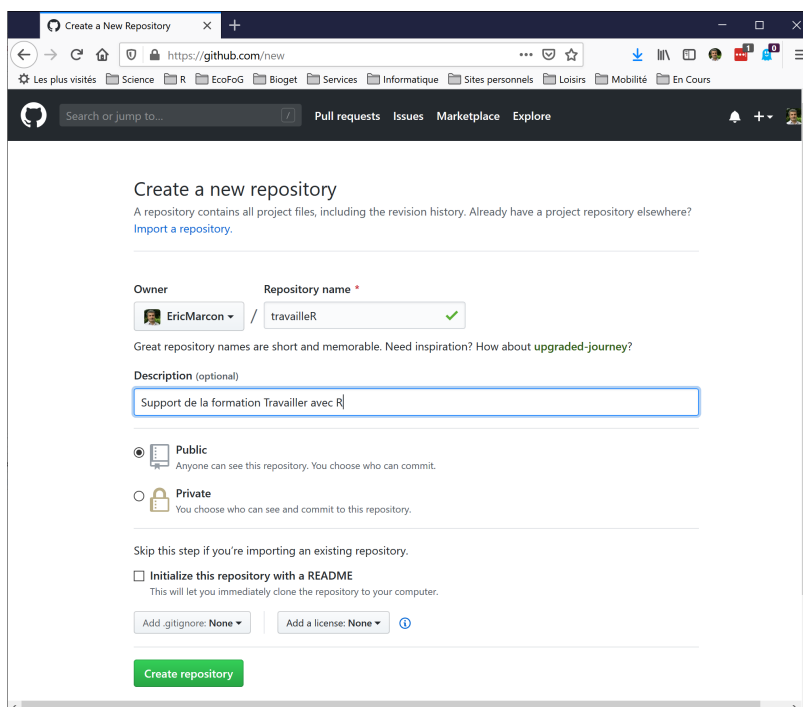 Create a New Repository
https://github.com/new
1
0
Les plus visités Science R EcoFoG Bioget Services Informatique Sites personnels Loisirs Mobilité En Cours
Search or jump to... /
Pull requests Issues Marketplace Explore
Create a new repository
A repository contains all project files, including the revision history. Already have a project repository elsewhere?
Import a repository.
Owner Repository name *
EricMarcon / travailleR
Great repository names are short and memorable. Need inspiration? How about upgraded-journey?
Description (optional)
Support de la formation Travailler avec R
Public
Anyone can see this repository. You choose who can commit.
Private
You choose who can see and commit to this repository.
Skip this step if you're importing an existing repository.
Initialize this repository with a README
This will let you immediately clone the repository to your computer.
Add .gitignore: None Add a license: None
Create repository